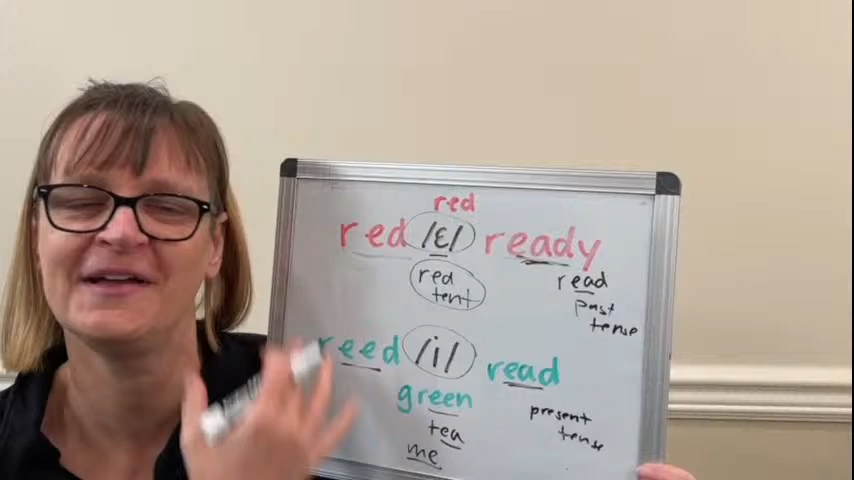 red
red /ɛ/ ready
red
tent
read
past
tense
reed /i/ read
green
tea
me
present
tense